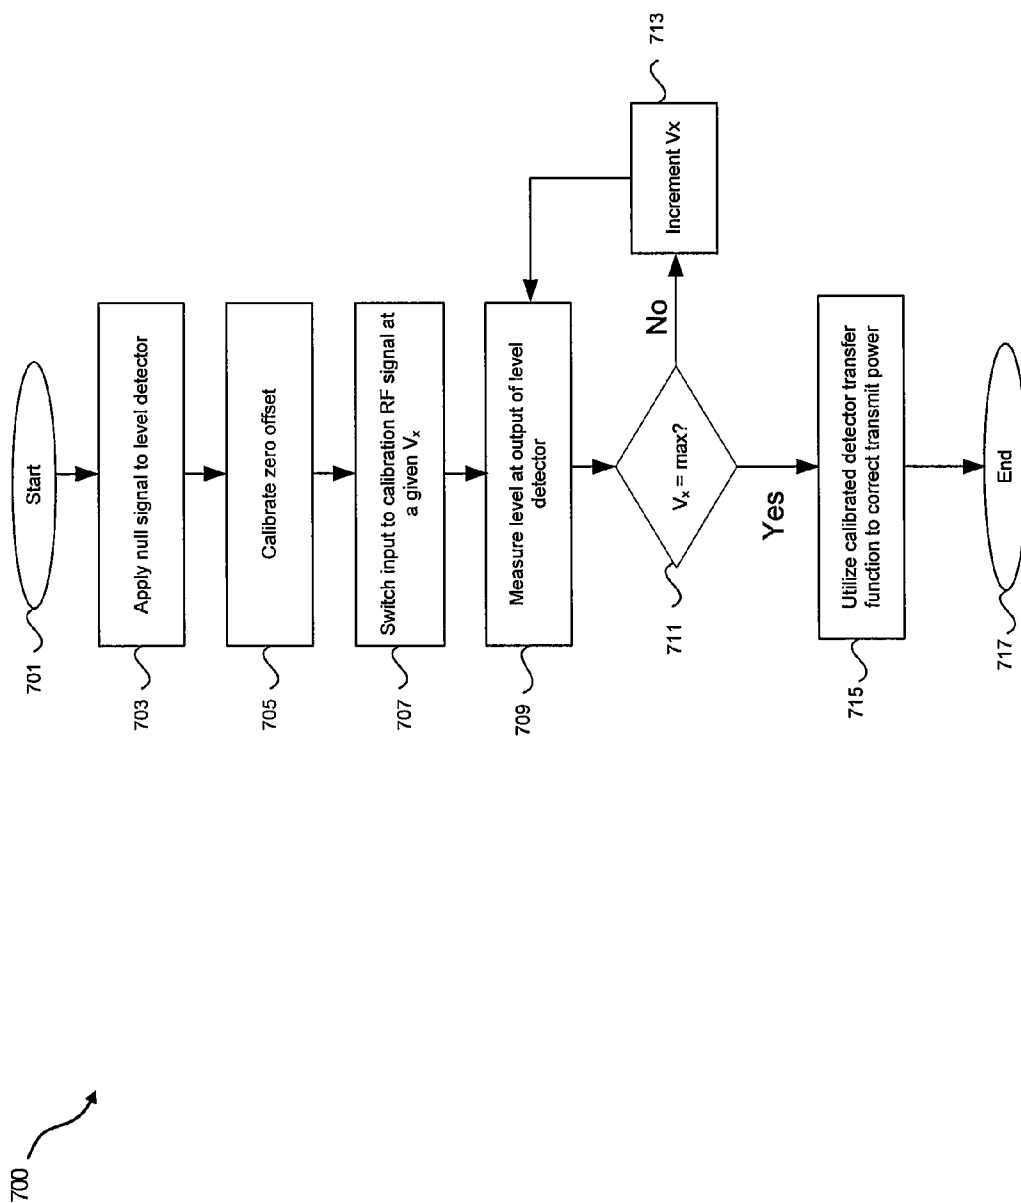 700
701
Start
703
Apply null signal to level detector
705
Calibrate zero offset
707
Switch input to calibration RF signal at
a given Vx
709
Measure level at output of level
detector
711
Vx = max?
No
713
Increment Vx
Yes
715
Utilize calibrated detector transfer
function to correct transmit power
717
End